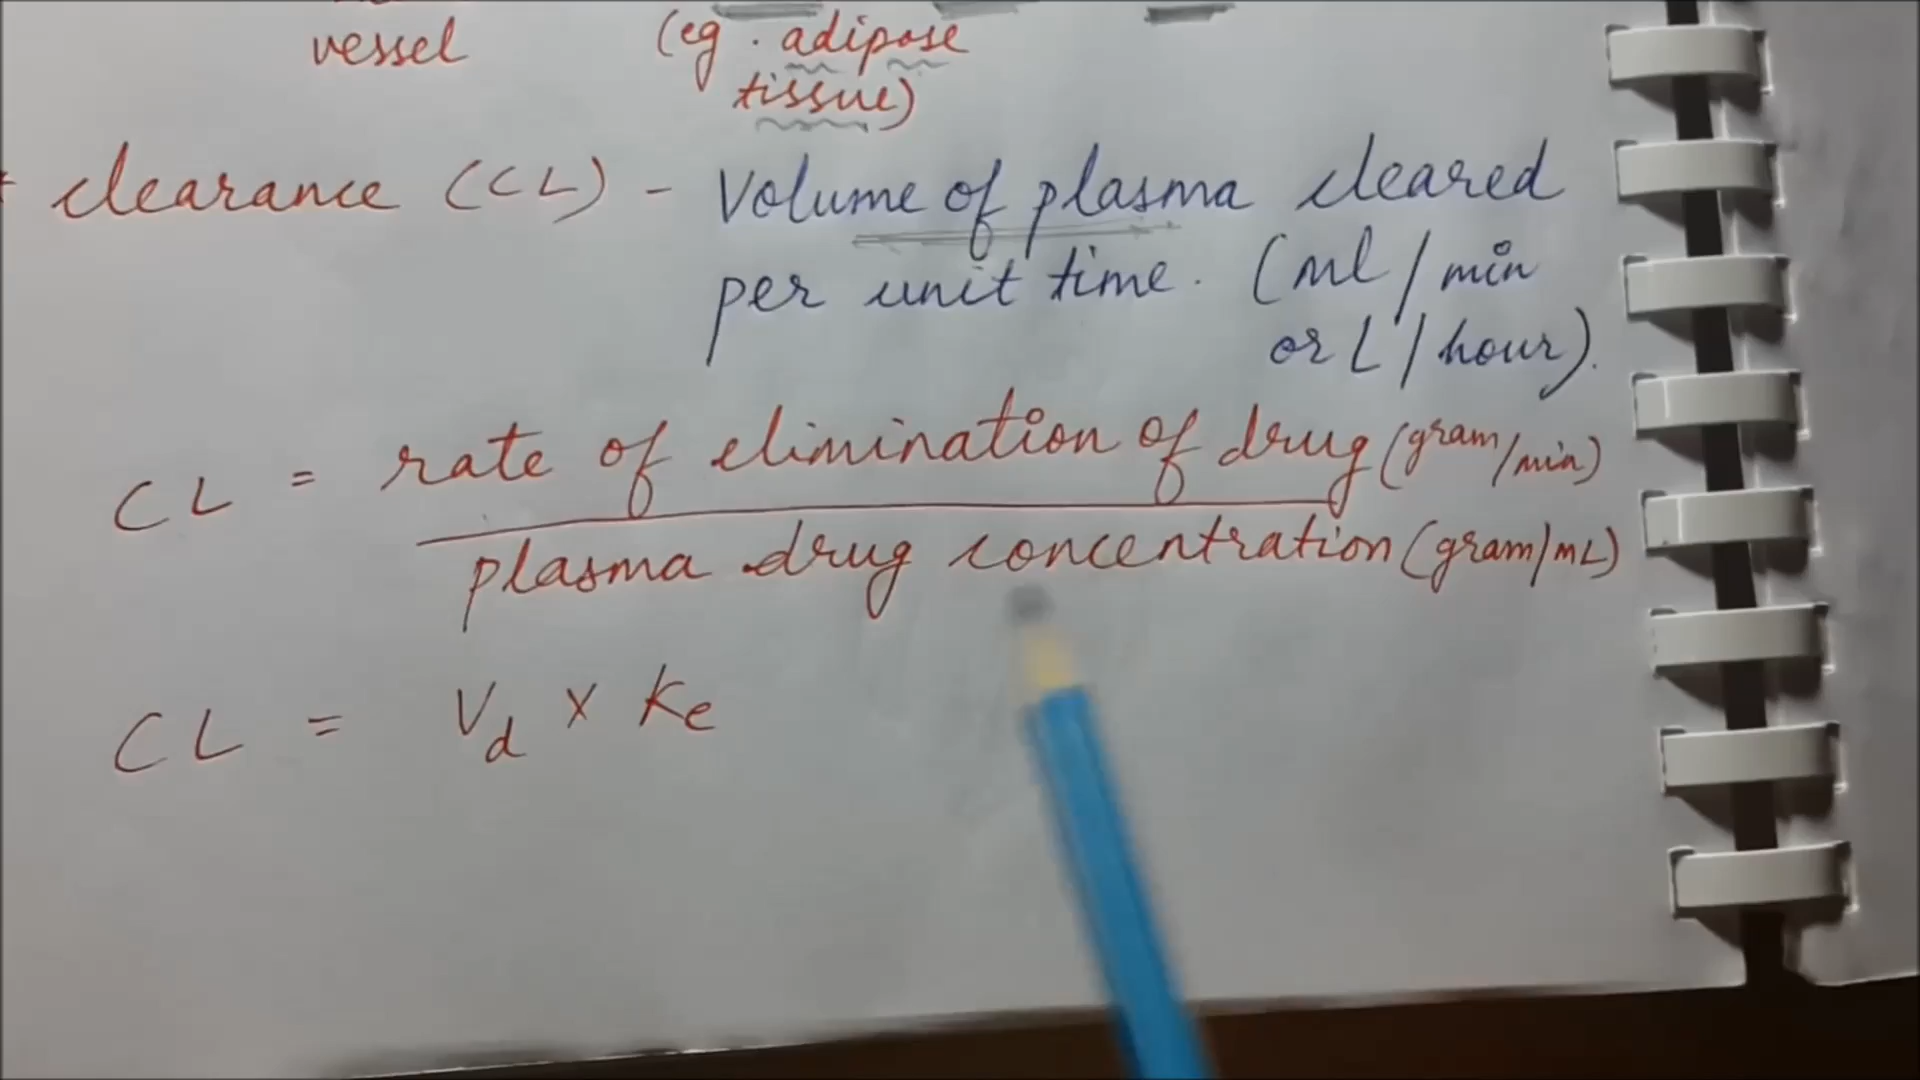 vessel (eg. adipose
tissue)
clearance (CL) - Volume of plasma cleared
per unit time. (ml/min
or L/hour).
CL = rate of elimination of drug (gram/min)
plasma drug concentration (gram/mL)
CL = Vd x Ke